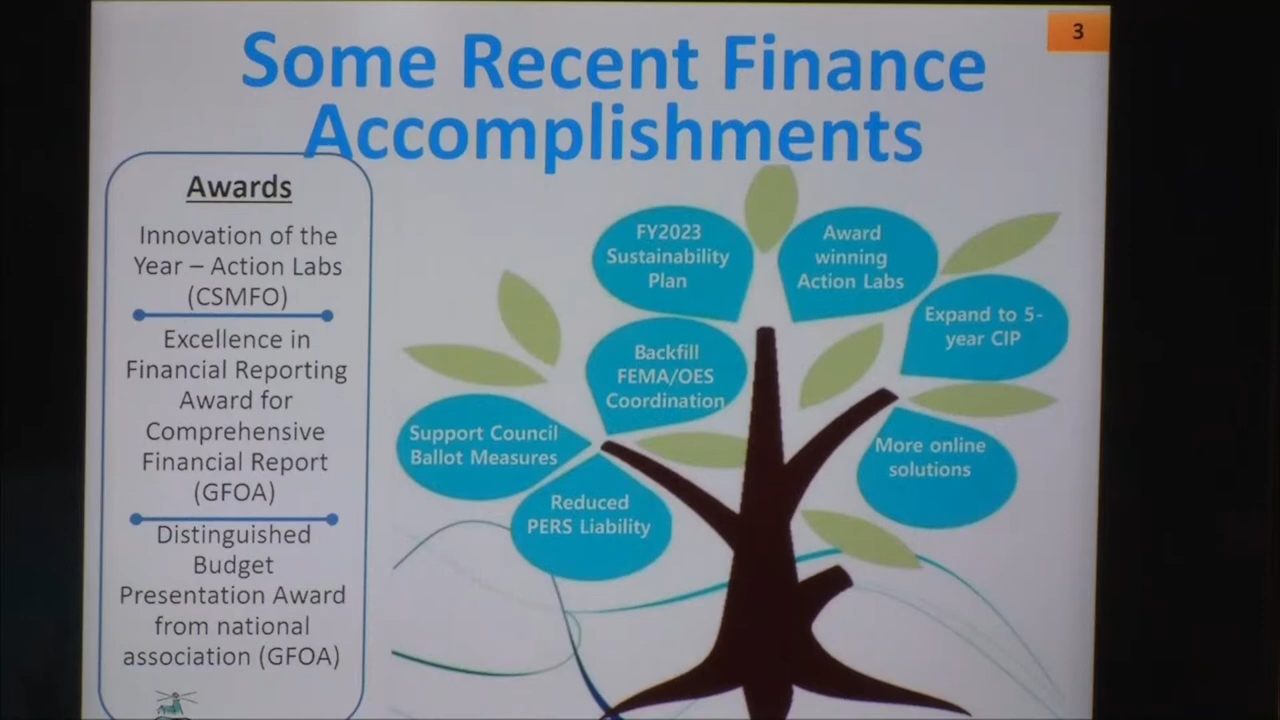 3
Some Recent Finance
Accomplishments
Awards
Innovation of the
Year – Action Labs
(CSMFO)
Excellence in
Financial Reporting
Award for
Comprehensive
Financial Report
(GFOA)
Distinguished
Budget
Presentation Award
from national
association (GFOA)
FY2023
Sustainability
Plan
Award
winning
Action Labs
Expand to 5-
year CIP
Backfill
FEMA/OES
Coordination
Support Council
Ballot Measures
More online
solutions
Reduced
PERS Liability